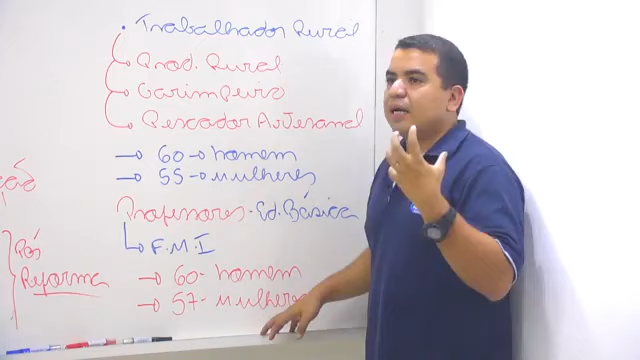 • Trabalhador Rural
→ Prod. Rural
→ Garimpeiro
→ Pescador Artesanal
→ 60 → homem
→ 55 → mulheres
Professores - Ed. Básica
→ F.M.I
Pós
Reforma
→ 60 - homem
→ 57 - mulheres